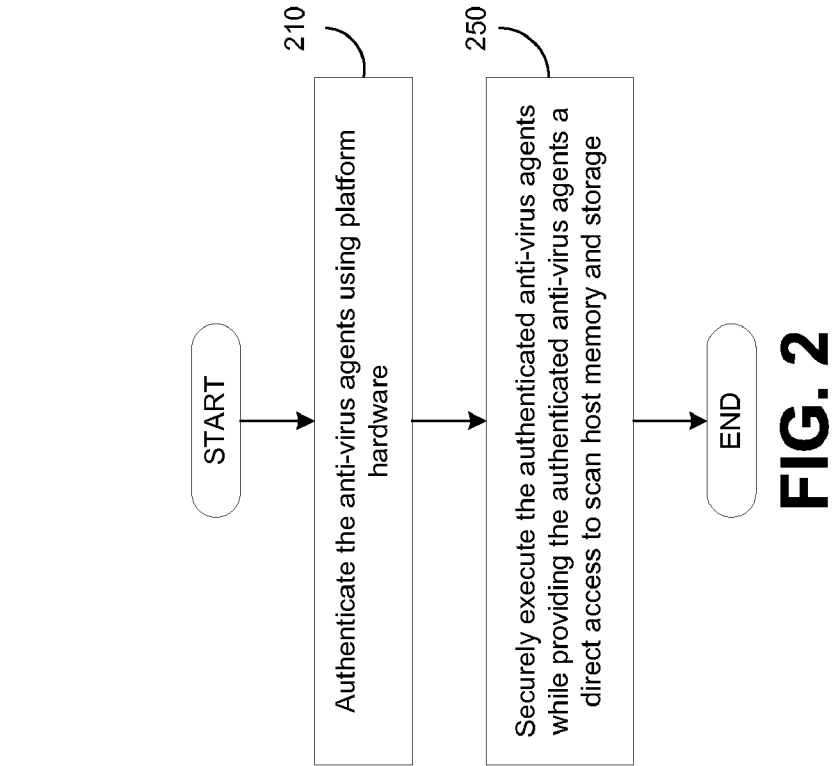 START
210
Authenticate the anti-virus agents using platform
hardware
250
Securely execute the authenticated anti-virus agents
while providing the authenticated anti-virus agents a
direct access to scan host memory and storage
END
FIG. 2